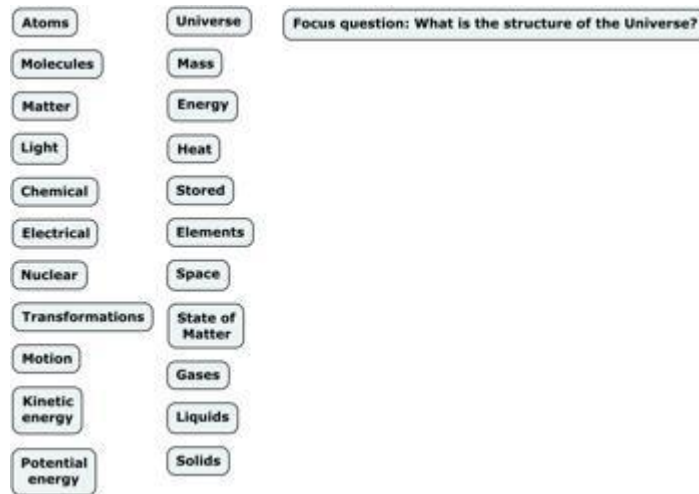 Atoms
Molecules
Matter
Light
Chemical
Electrical
Nuclear
Transformations
Motion
Kinetic
energy
Potential
energy
Universe
Mass
Energy
Heat
Stored
Elements
Space
State of
Matter
Gases
Liquids
Solids
Focus question: What is the structure of the Universe?